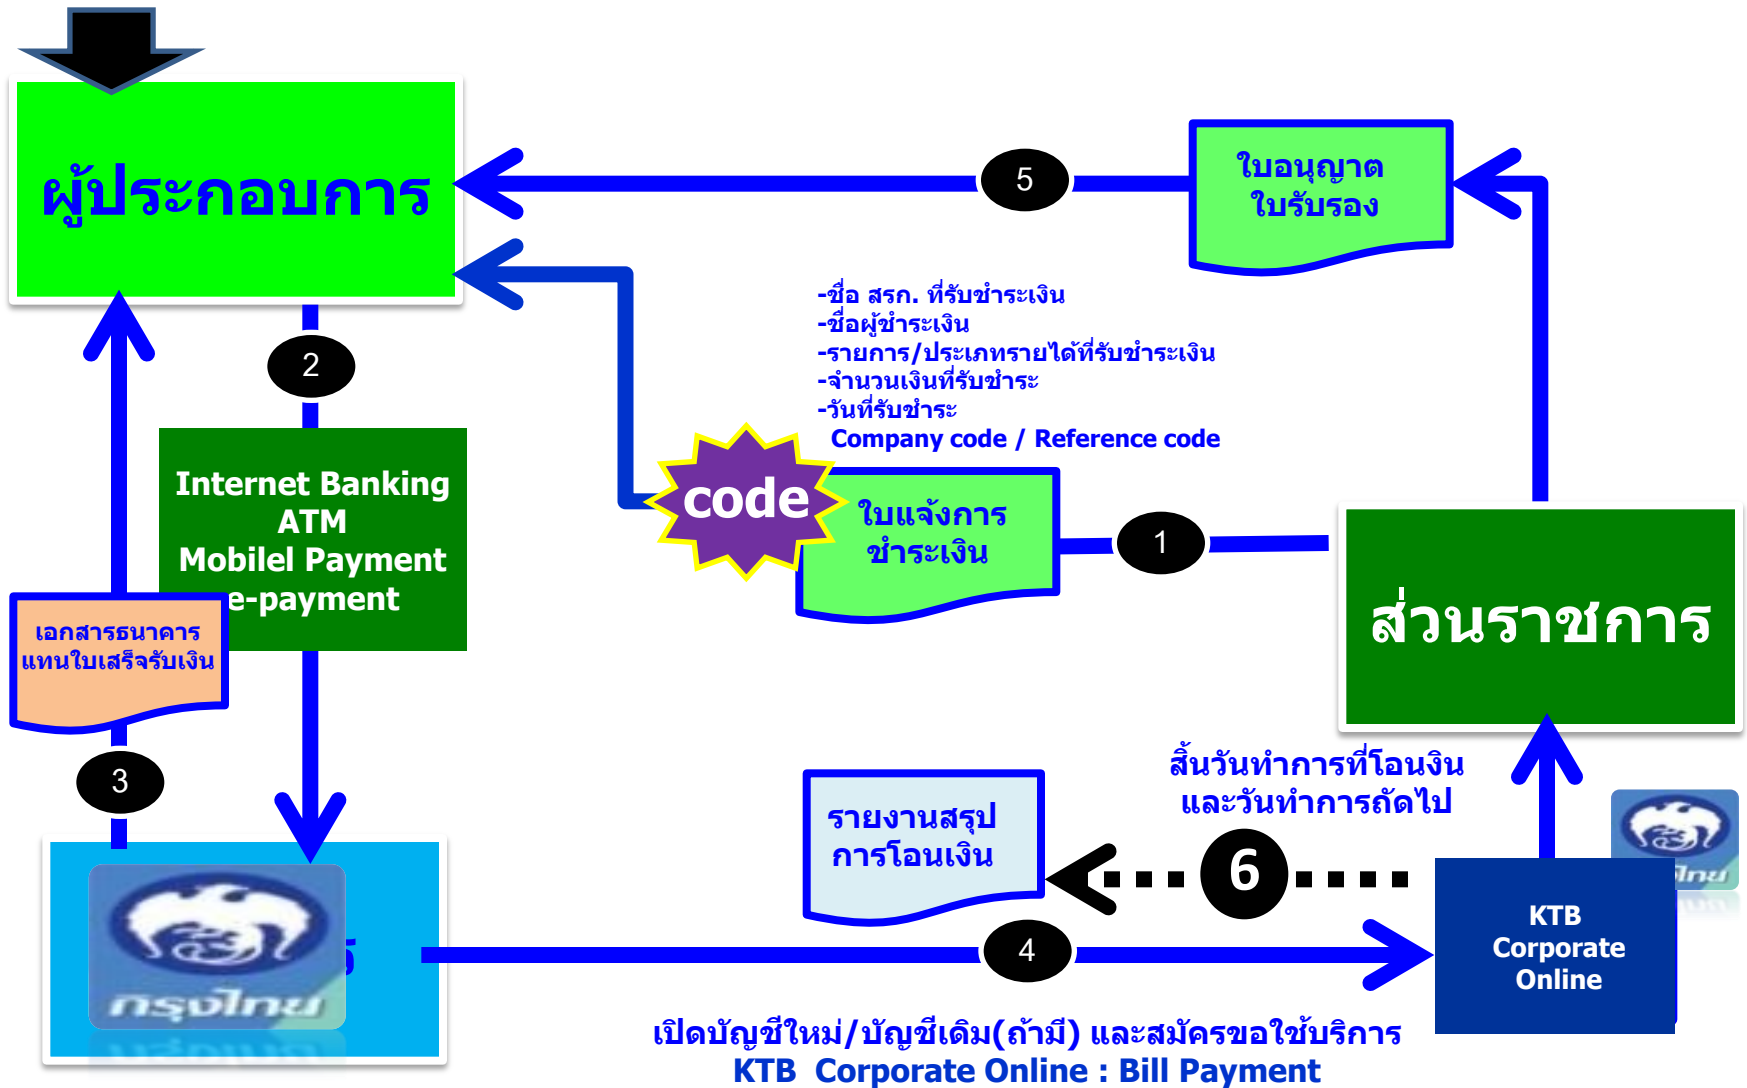 ผู้ประกอบการ
5
ใบอนุญาต
ใบรับรอง
-ชื่อ สรก. ที่รับชำระเงิน
-ชื่อผู้ชำระเงิน
-รายการ/ประเภทรายได้ที่รับชำระเงิน
-จำนวนเงินที่รับชำระ
-วันที่รับชำระ
Company code / Reference code
2
Internet Banking
ATM
Mobilel Payment
e-payment
code
ใบแจ้งการ
ชำระเงิน
1
ส่วนราชการ
เอกสารธนาคาร
แทนใบเสร็จรับเงิน
3
สิ้นวันทำการที่โอนงิน
และวันทำการถัดไป
รายงานสรุป
การโอนเงิน
6
KTB
Corporate
Online
4
กรุงไทย
เปิดบัญชีใหม่/บัญชีเดิม(ถ้ามี) และสมัครขอใช้บริการ
KTB Corporate Online : Bill Payment